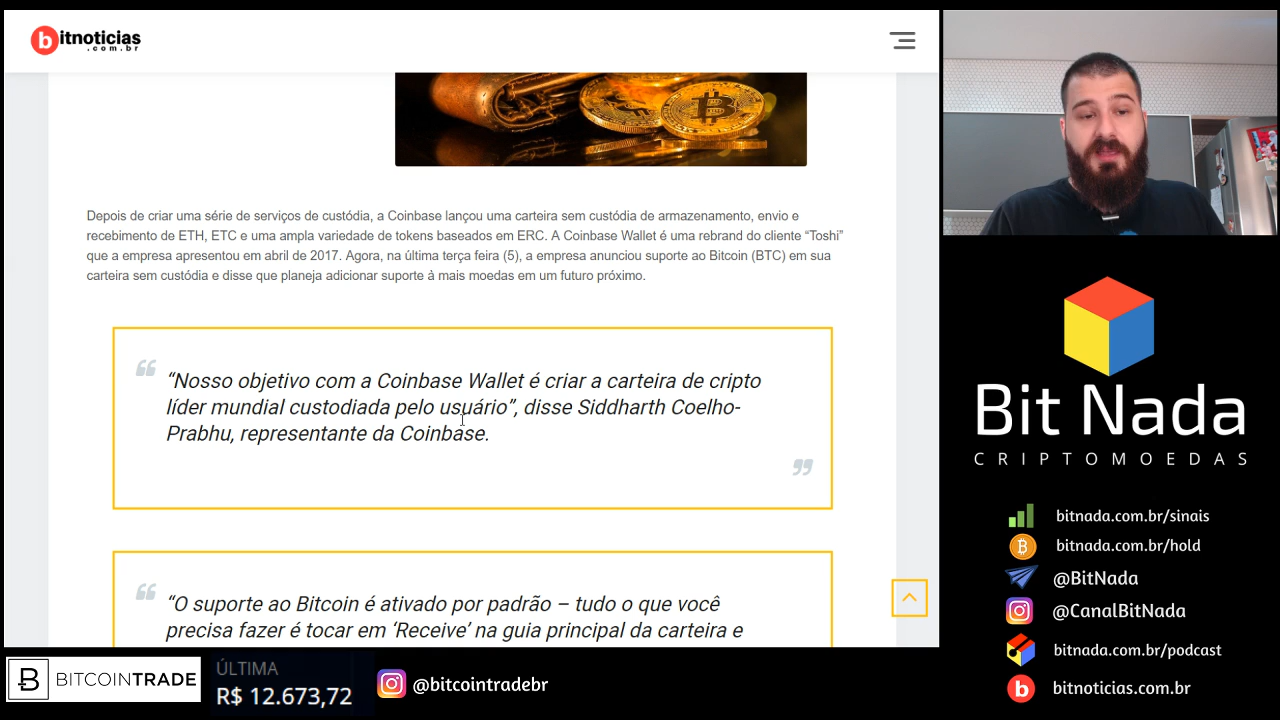 bitnoticias
.com.br
Depois de criar uma série de serviços de custódia, a Coinbase lançou uma carteira sem custódia de armazenamento, envio e
recebimento de ETH, ETC e uma ampla variedade de tokens baseados em ERC. A Coinbase Wallet é uma rebrand do cliente “Toshi”
que a empresa apresentou em abril de 2017. Agora, na última terça feira (5), a empresa anunciou suporte ao Bitcoin (BTC) em sua
carteira sem custódia e disse que planeja adicionar suporte à mais moedas em um futuro próximo.
“Nosso objetivo com a Coinbase Wallet é criar a carteira de cripto
líder mundial custodiada pelo usuário”, disse Siddharth Coelho-
Prabhu, representante da Coinbase.
“O suporte ao Bitcoin é ativado por padrão – tudo o que você
precisa fazer é tocar em ‘Receive’ na guia principal da carteira e
Bit Nada
CRIPTOMOEDAS
bitnada.com.br/sinais
bitnada.com.br/hold
@BitNada
@CanalBitNada
bitnada.com.br/podcast
bitnoticias.com.br
BITCOINTRADE
ÚLTIMA
R$ 12.673,72
@bitcointradebr